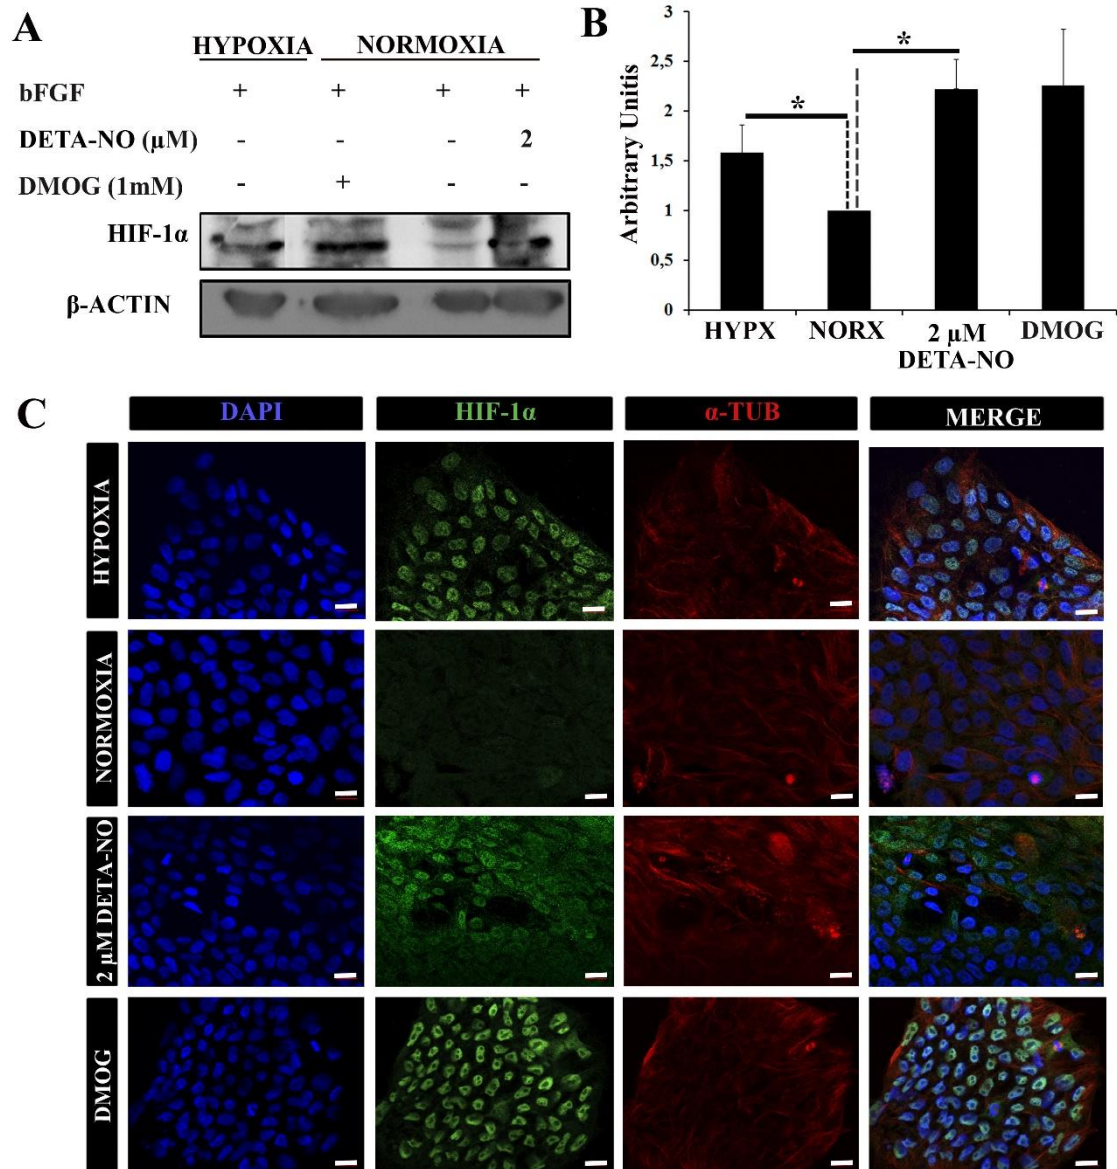 A
HYPOXIA NORMOXIA
bFGF + + + +
DETA-NO (µM) - - - 2
DMOG (1mM) - + - -
HIF-1α
β-ACTIN
B
Arbitrary Unitis
3
2,5
2
1,5
1
0,5
0
* *
HYPX NORX 2 µM DMOG
DETA-NO
C
DAPI HIF-1α α-TUB MERGE
HYPOXIA
NORMOXIA
2 µM DETA-NO
DMOG